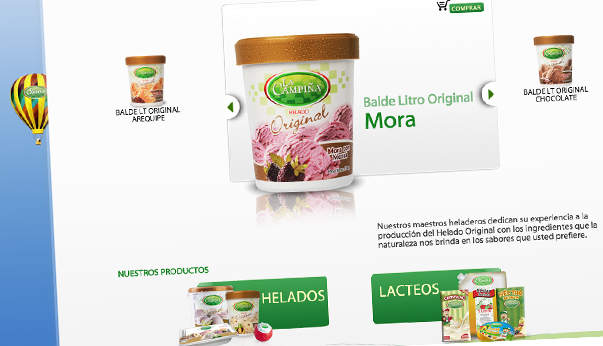 COMPRAR
LA
CAMPIÑA
HELADO
Original
Mora con
Balde Litro Original
Mora
BALDE LT ORIGINAL
AREQUIPE
BALDE LT ORIGINAL
CHOCOLATE
Nuestros maestros heladeros dedican su experiencia a la
producción del Helado Original con los ingredientes que la
naturaleza nos brinda en los sabores que usted prefiere.
NUESTROS PRODUCTOS
HELADOS
LACTEOS